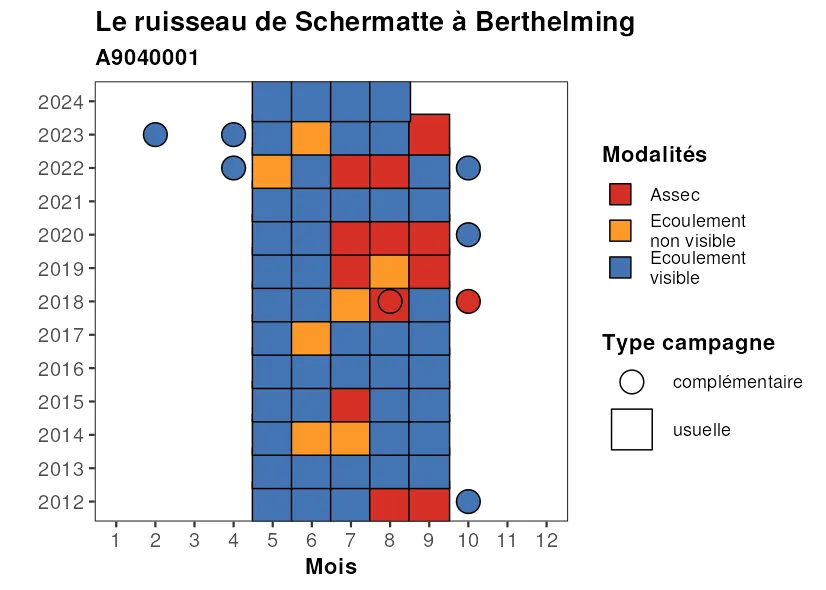 Le ruisseau de Schermatte à Berthelming
A9040001
2024
2023
2022
2021
2020
2019
2018
2017
2016
2015
2014
2013
2012
1 2 3 4 5 6 7 8 9 10 11 12
Mois
Modalités
Assec
Ecoulement
non visible
Ecoulement
visible
Type campagne
complémentaire
usuelle